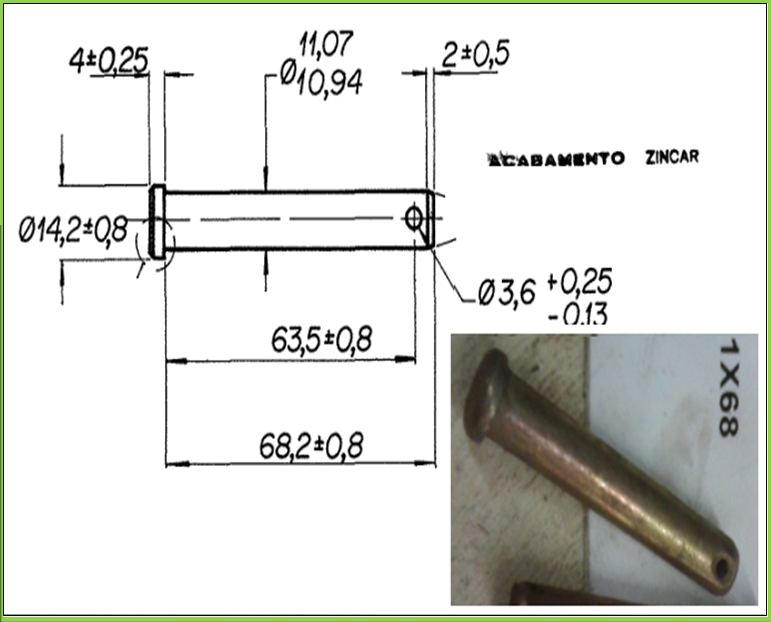 4±0,25
11,07
Ø10,94
2±0,5
ACABAMENTO ZINCAR
Ø14,2±0,8
Ø3,6 +0,25
-0,13
63,5±0,8
68,2±0,8
1X68